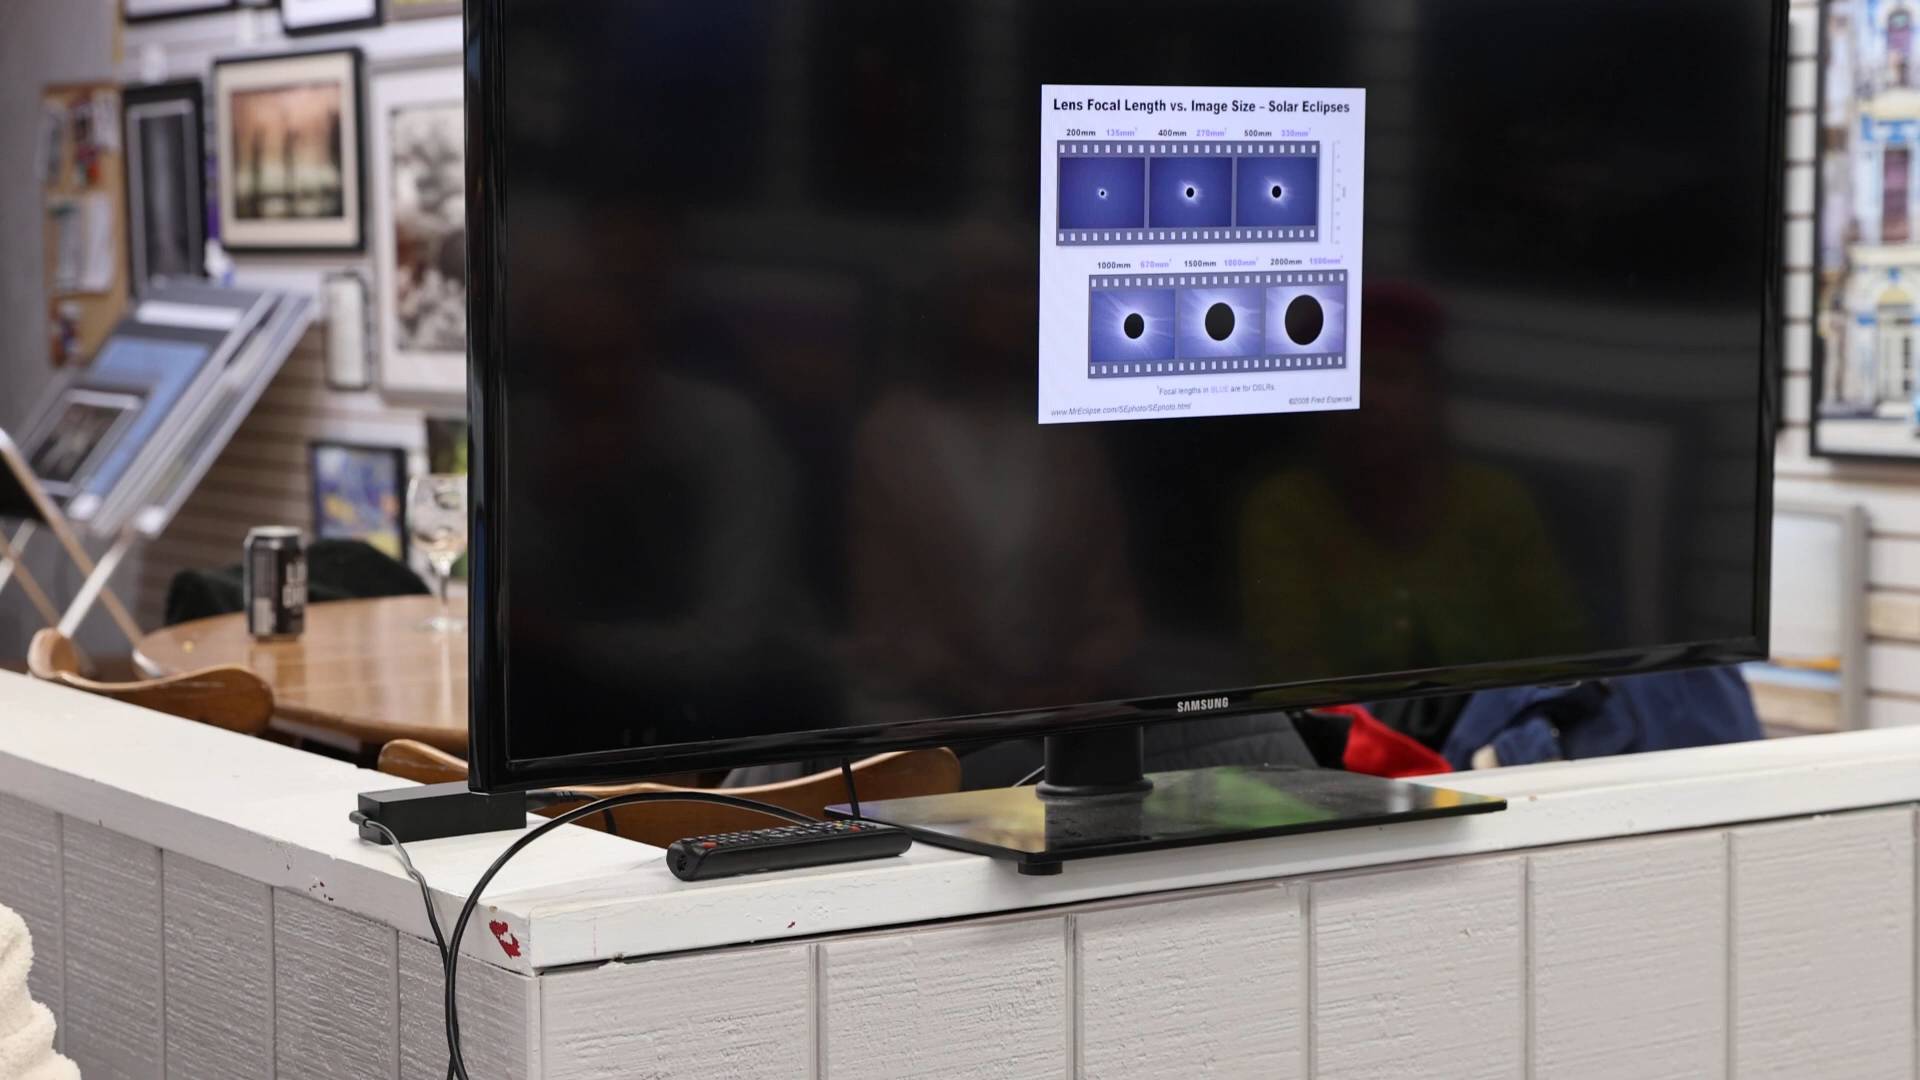 Lens Focal Length vs. Image Size – Solar Eclipses
200mm 135mm† 400mm 270mm† 500mm 330mm†
1000mm 670mm† 1500mm 1000mm† 2000mm 1500mm†
†Focal lengths in BLUE are for DSLRs.
www.MrEclipse.com/SEphoto/SEphoto.html ©2008 Fred Espenak
SAMSUNG